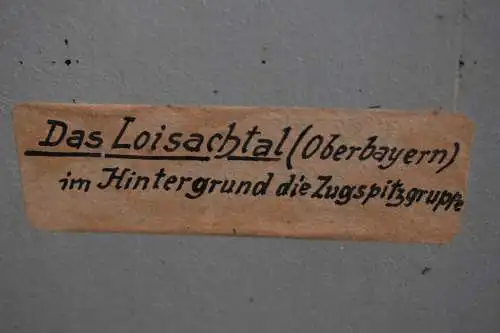 Das Loisachtal (Oberbayern)
im Hintergrund die Zugspitzgruppe